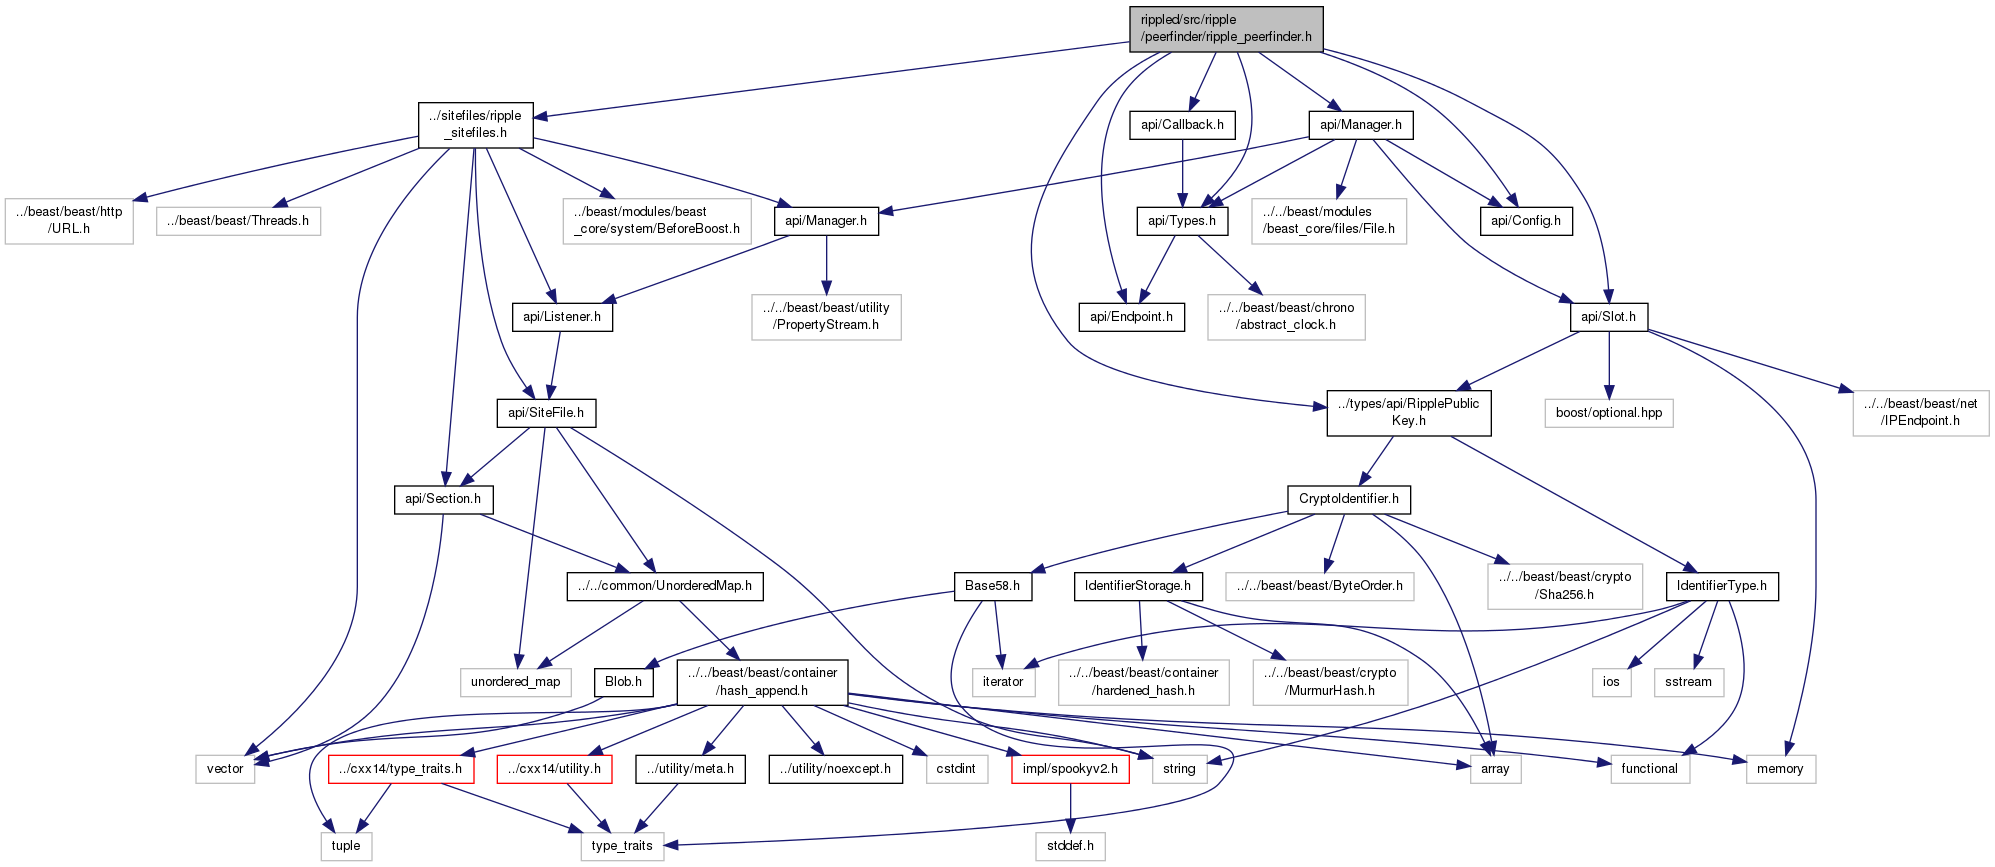 rippled/src/ripple
/peerfinder/ripple_peerfinder.h
../sitefiles/ripple
_sitefiles.h
api/Callback.h
api/Manager.h
../beast/beast/http
/URL.h
../beast/beast/Threads.h
../beast/modules/beast
_core/system/BeforeBoost.h
api/Manager.h
api/Types.h
../../beast/modules
/beast_core/files/File.h
api/Config.h
api/Listener.h
../../beast/beast/utility
/PropertyStream.h
api/Endpoint.h
../../beast/beast/chrono
/abstract_clock.h
api/Slot.h
api/SiteFile.h
../types/api/RipplePublic
Key.h
boost/optional.hpp
../../beast/beast/net
/IPEndpoint.h
api/Section.h
CryptoIdentifier.h
../../common/UnorderedMap.h
Base58.h
IdentifierStorage.h
../../beast/beast/ByteOrder.h
../../beast/beast/crypto
/Sha256.h
IdentifierType.h
unordered_map
Blob.h
../../beast/beast/container
/hash_append.h
iterator
../../beast/beast/container
/hardened_hash.h
../../beast/beast/crypto
/MurmurHash.h
ios
sstream
vector
../cxx14/type_traits.h
../cxx14/utility.h
../utility/meta.h
../utility/noexcept.h
cstdint
impl/spookyv2.h
string
array
functional
memory
tuple
type_traits
stddef.h